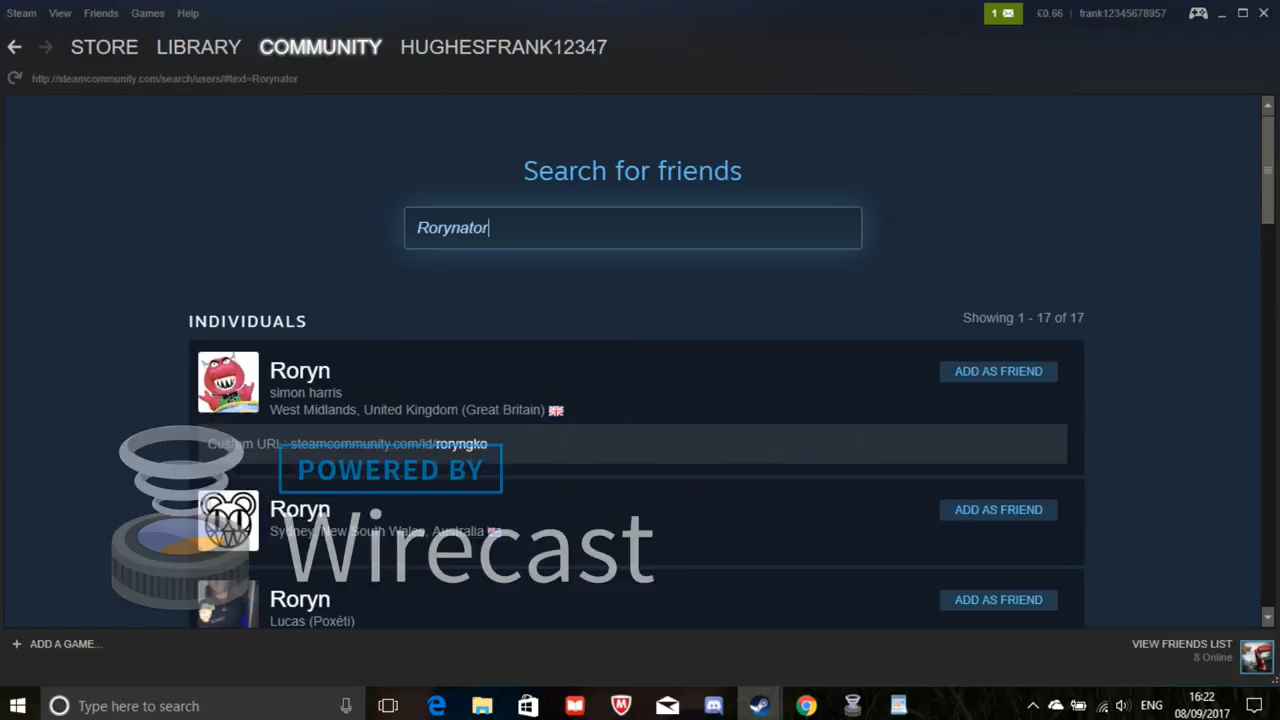 Steam View Friends Games Help
1 £0.66 frank12345678957
STORE LIBRARY COMMUNITY HUGHESFRANK12347
http://steamcommunity.com/search/users/#text=Rorynator
Search for friends
Rorynator
INDIVIDUALS
Showing 1 - 17 of 17
Roryn
ADD AS FRIEND
simon harris
West Midlands, United Kingdom (Great Britain)
Custom URL: steamcommunity.com/id/roryngko
POWERED BY
Roryn
ADD AS FRIEND
Sydney, New South Wales, Australia
Wirecast
Roryn
ADD AS FRIEND
Lucas (Poxéti)
+ ADD A GAME...
VIEW FRIENDS LIST
8 Online
Type here to search
ENG
16:22
08/09/2017